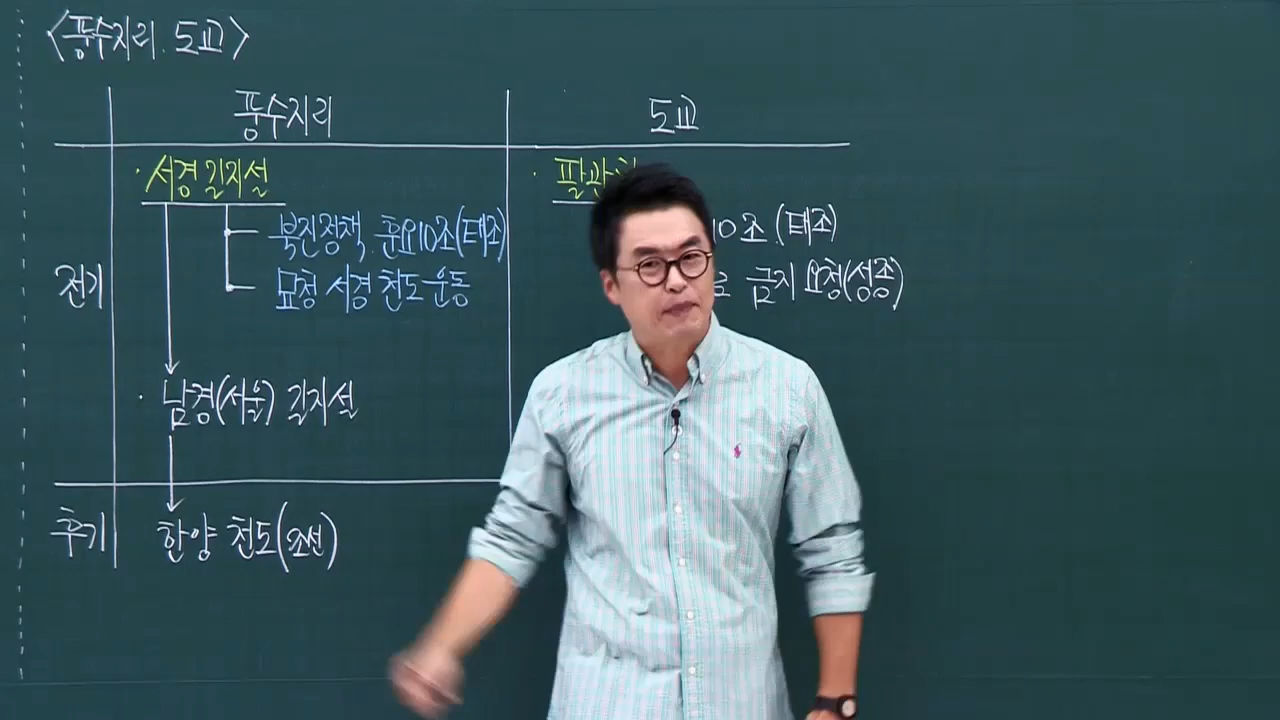 <풍수지리. 도교>
풍수지리
도교
전기
· 서경 길지설
북진정책. 훈요10조(태조)
묘청 서경 천도 운동
· 남경(서울) 길지설
후기
한양 천도(조선)
· 팔관
10조 (태조)
금지 요청(성종)